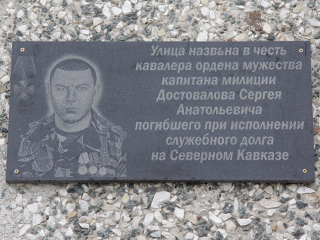 Улица названа в честь
кавалера ордена мужества
капитана милиции
Достовалова Сергея
Анатольевича
погибшего при исполнении
служебного долга
на Северном Кавказе